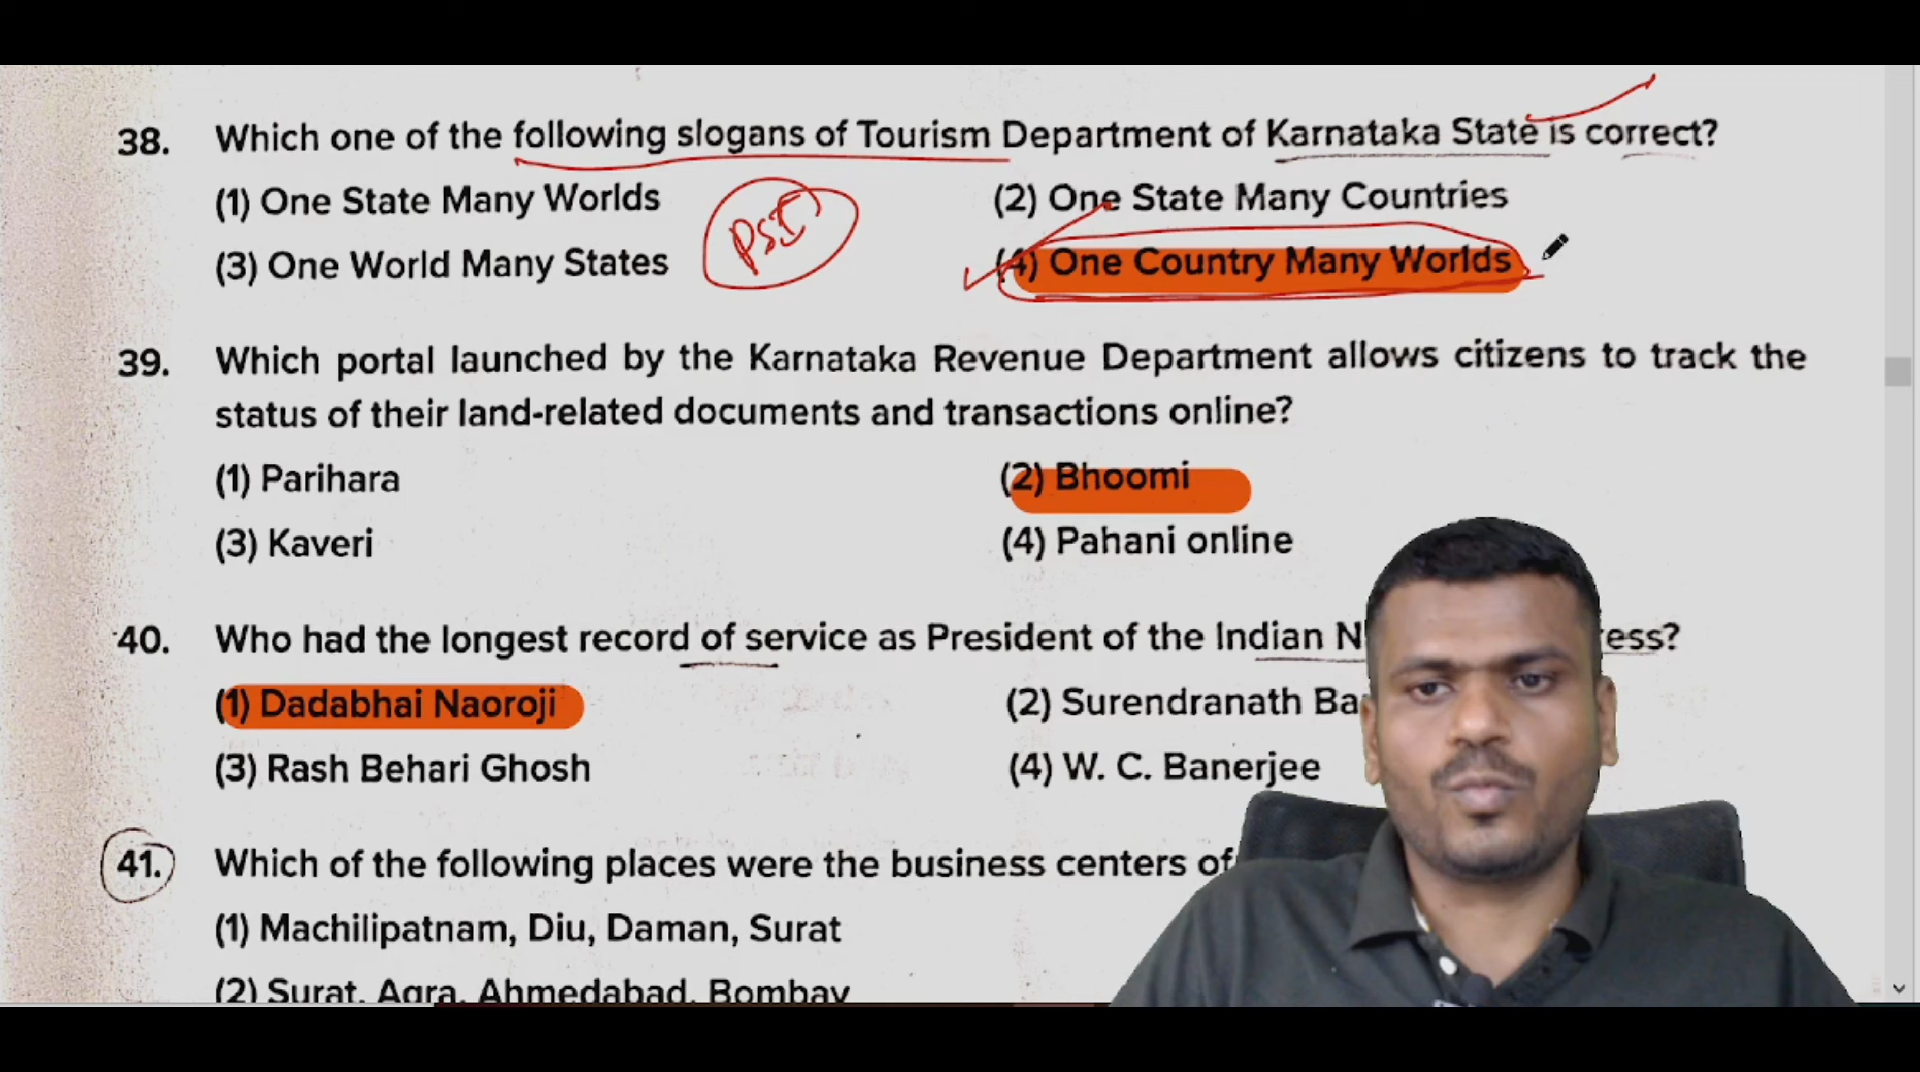 38. Which one of the following slogans of Tourism Department of Karnataka State is correct?
(1) One State Many Worlds
(2) One State Many Countries
PSI
(3) One World Many States
(4) One Country Many Worlds
39. Which portal launched by the Karnataka Revenue Department allows citizens to track the
status of their land-related documents and transactions online?
(1) Parihara
(2) Bhoomi
(3) Kaveri
(4) Pahani online
40. Who had the longest record of service as President of the Indian N ress?
(1) Dadabhai Naoroji
(2) Surendranath Ba
(3) Rash Behari Ghosh
(4) W. C. Banerjee
41. Which of the following places were the business centers of
(1) Machilipatnam, Diu, Daman, Surat
(2) Surat, Agra, Ahmedabad, Bombay